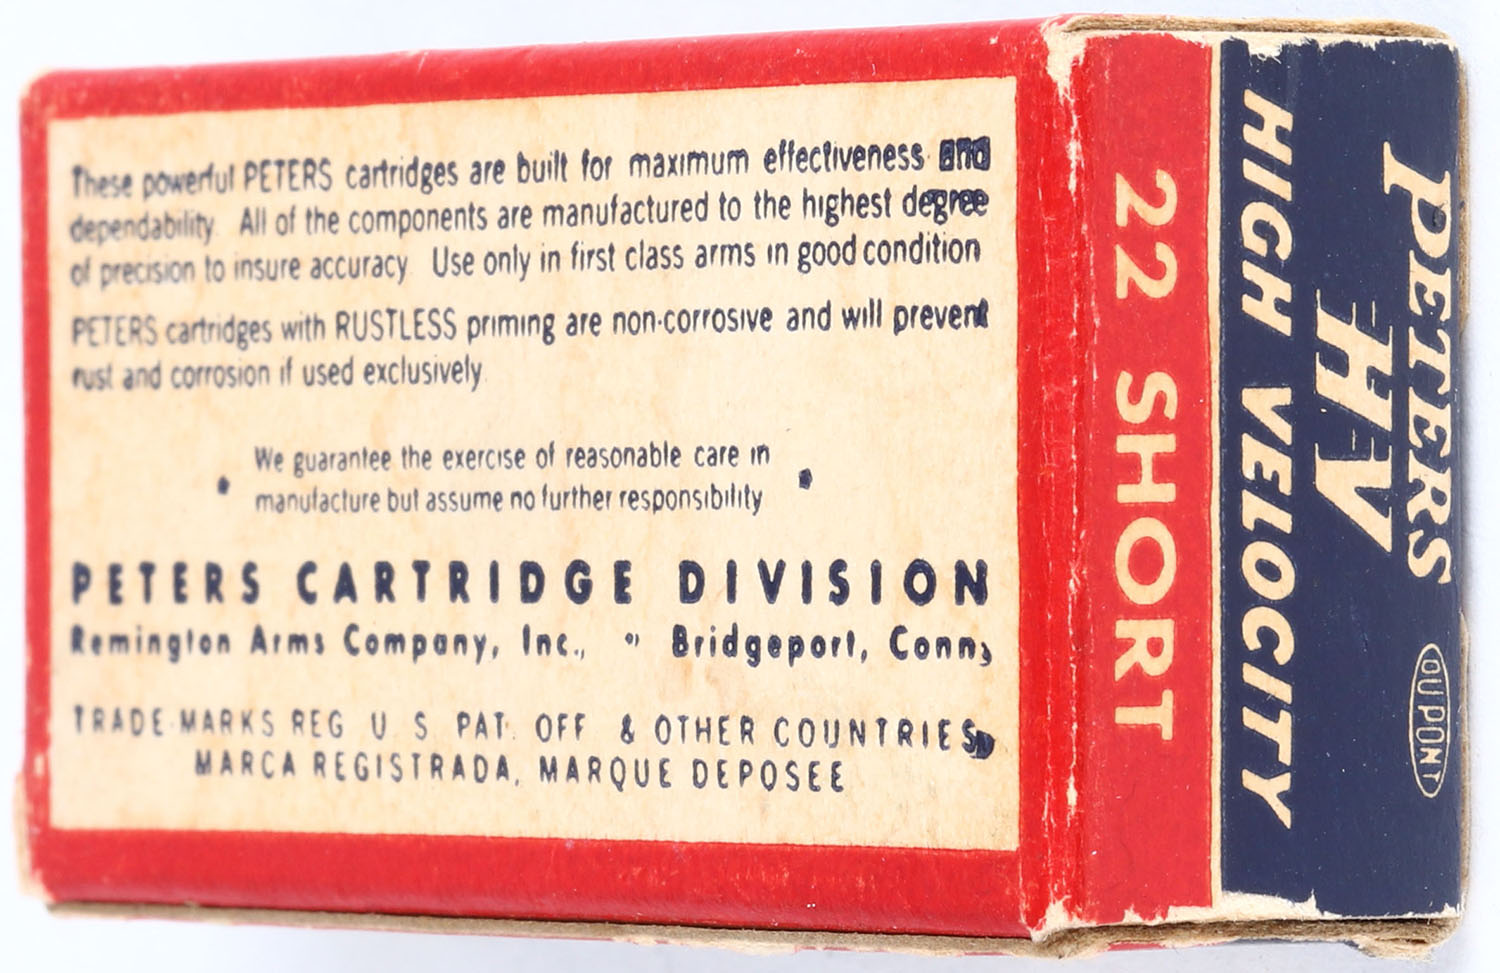 These powerful PETERS cartridges are built for maximum effectiveness and
dependability. All of the components are manufactured to the highest degree
of precision to insure accuracy Use only in first class arms in good condition
PETERS cartridges with RUSTLESS priming are non-corrosive and will prevent
rust and corrosion if used exclusively
We guarantee the exercise of reasonable care in
manufacture but assume no further responsibility
PETERS CARTRIDGE DIVISION
Remington Arms Company, Inc., Bridgeport, Conn,
TRADE-MARKS REG U S PAT. OFF & OTHER COUNTRIES
MARCA REGISTRADA, MARQUE DEPOSEE
22 SHORT
HIGH VELOCITY
HV
PETERS
DU PONT